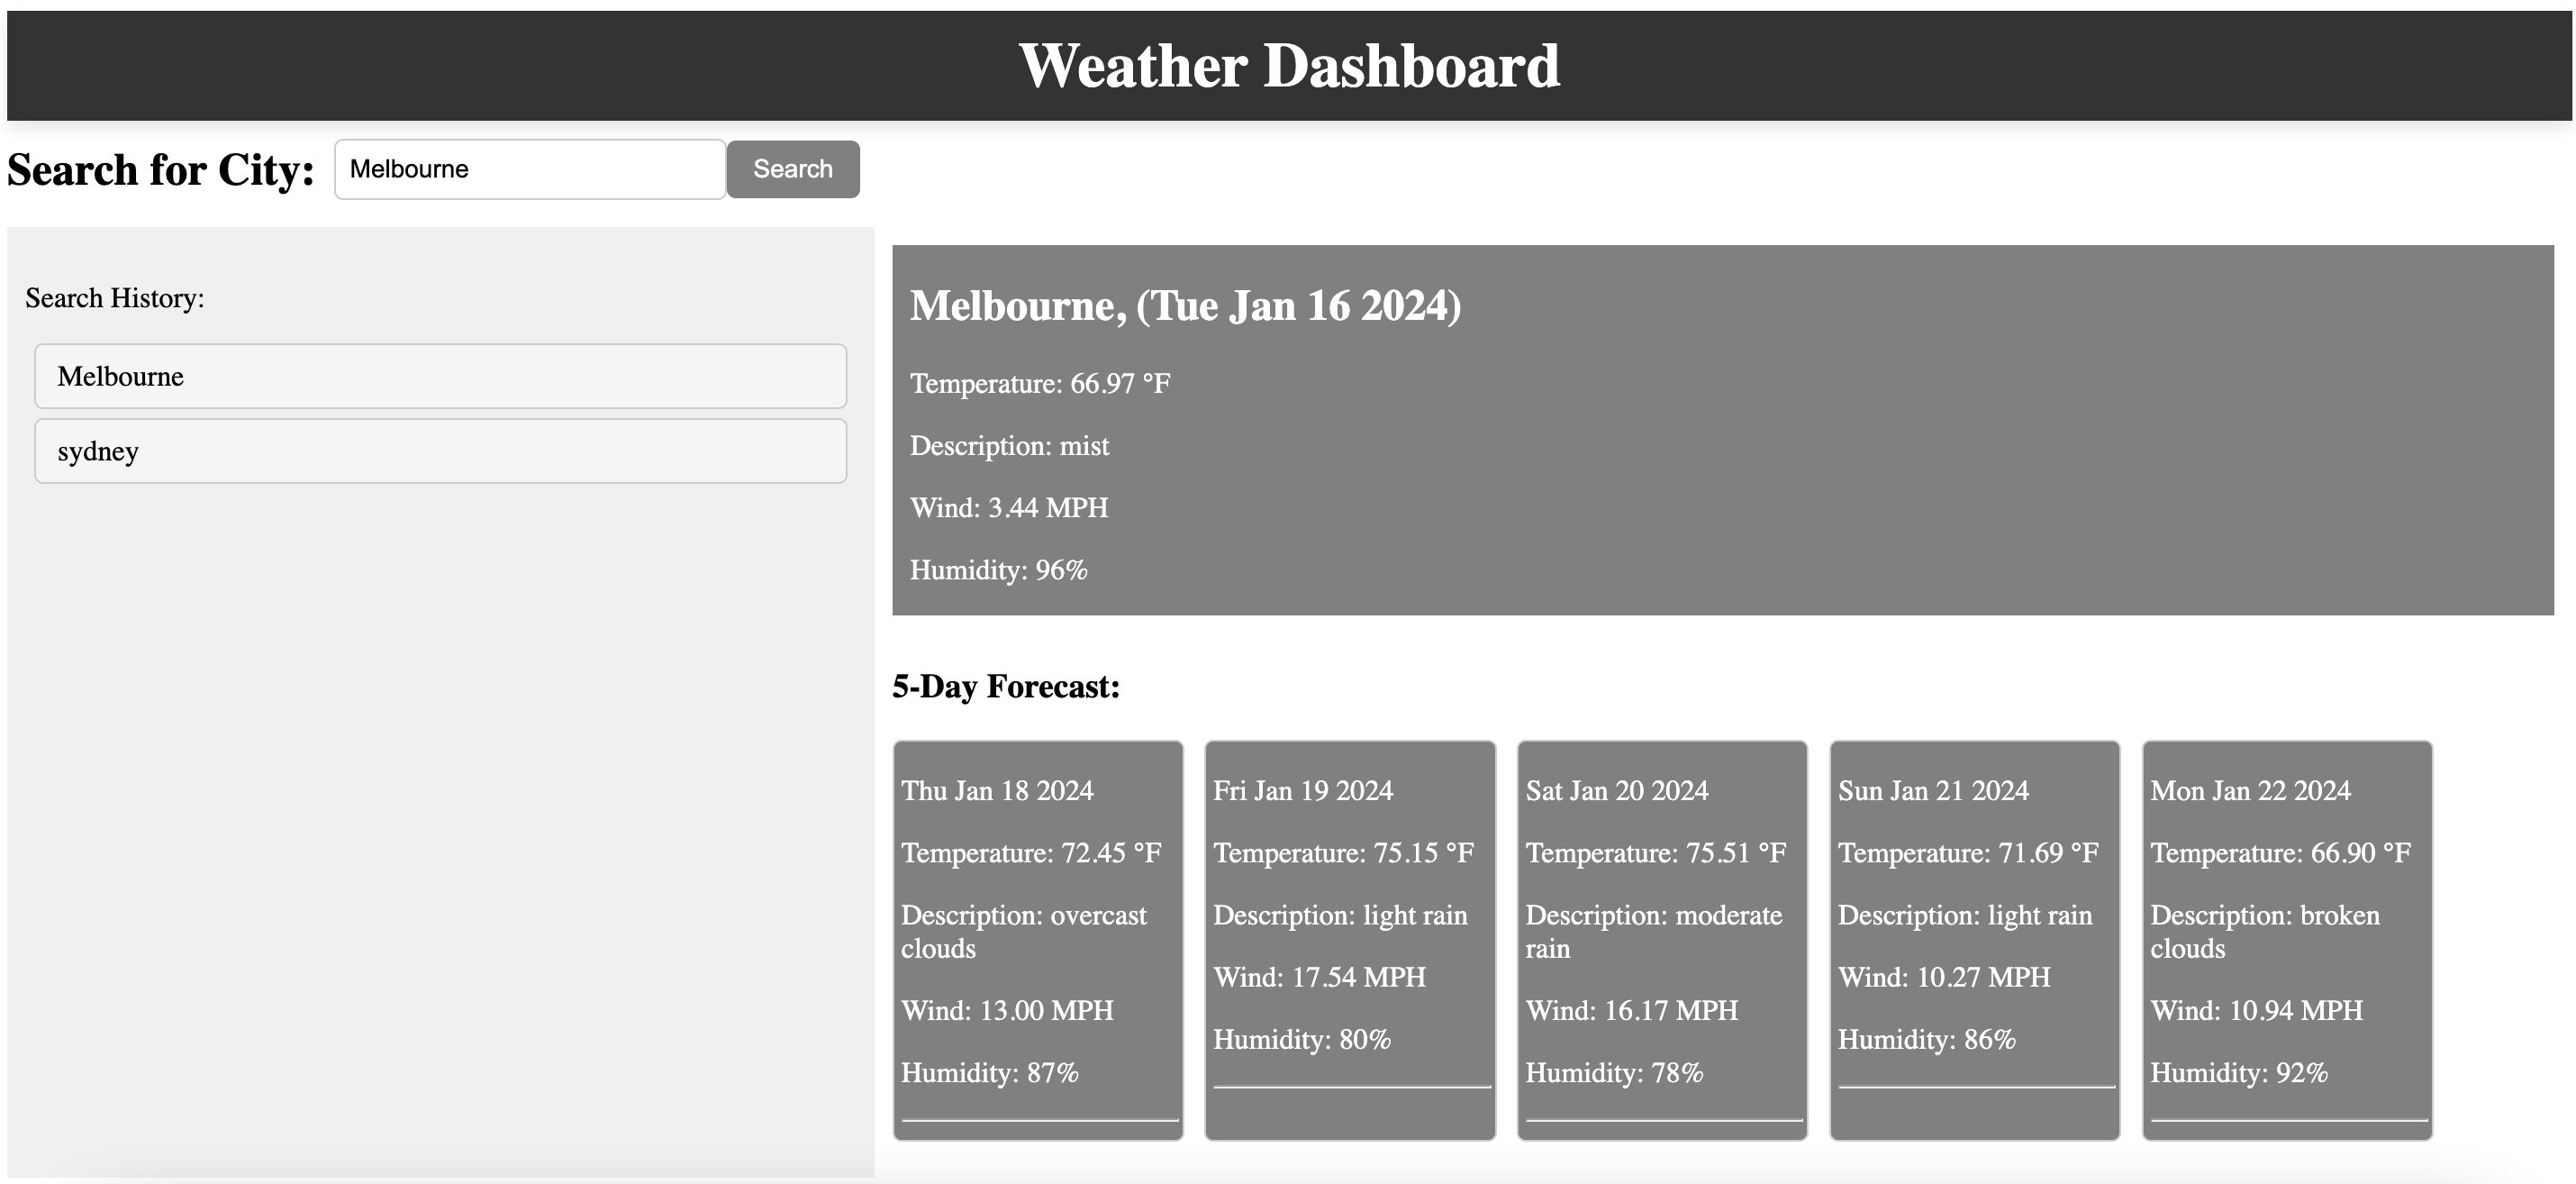 Weather Dashboard
Search for City:
Melbourne
Search
Search History:
Melbourne
sydney
Melbourne, (Tue Jan 16 2024)
Temperature: 66.97 °F
Description: mist
Wind: 3.44 MPH
Humidity: 96%
5-Day Forecast:
Thu Jan 18 2024
Temperature: 72.45 °F
Description: overcast
clouds
Wind: 13.00 MPH
Humidity: 87%
Fri Jan 19 2024
Temperature: 75.15 °F
Description: light rain
Wind: 17.54 MPH
Humidity: 80%
Sat Jan 20 2024
Temperature: 75.51 °F
Description: moderate
rain
Wind: 16.17 MPH
Humidity: 78%
Sun Jan 21 2024
Temperature: 71.69 °F
Description: light rain
Wind: 10.27 MPH
Humidity: 86%
Mon Jan 22 2024
Temperature: 66.90 °F
Description: broken
clouds
Wind: 10.94 MPH
Humidity: 92%